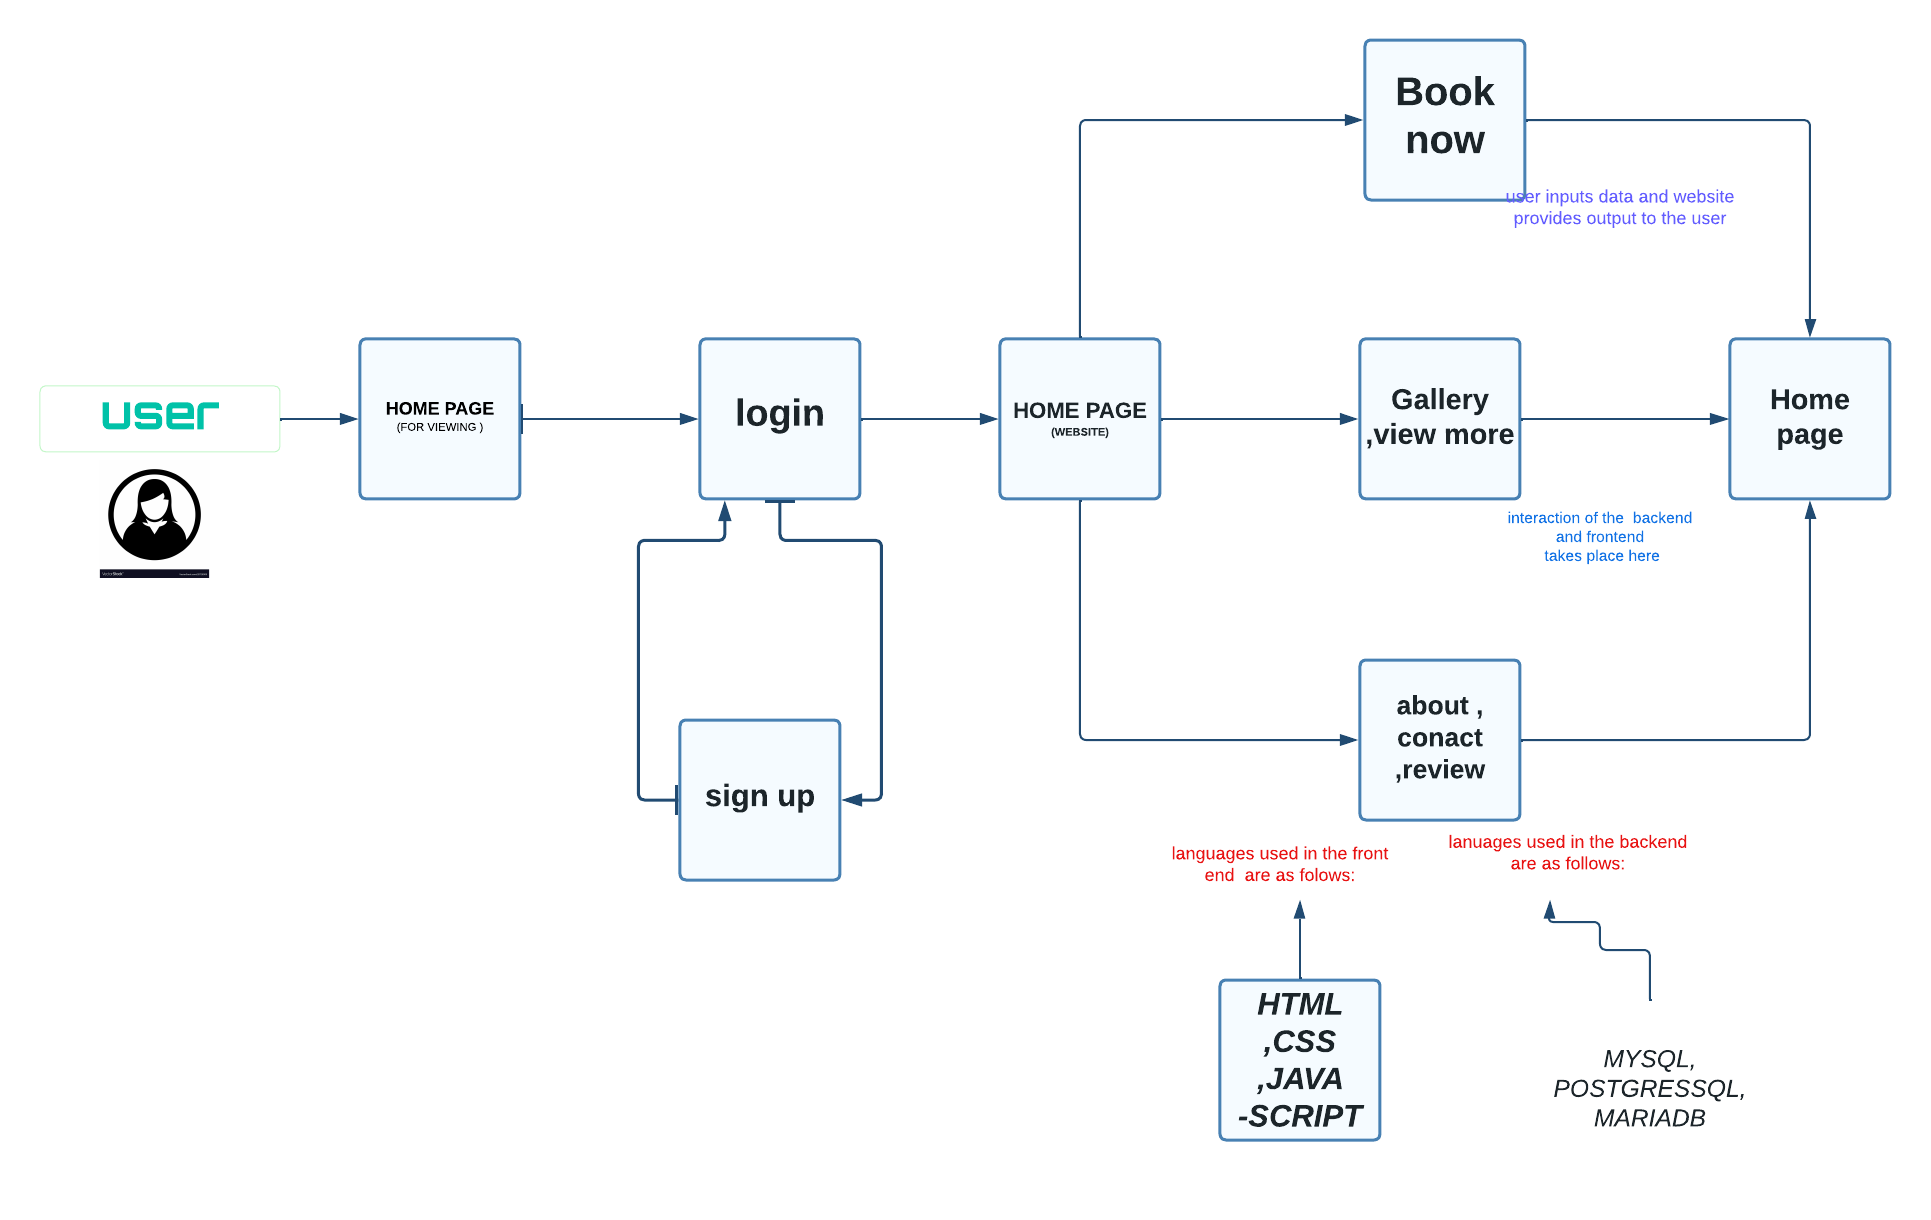 Book
now
user inputs data and website
provides output to the user
user
HOME PAGE
(FOR VIEWING )
login
HOME PAGE
(WEBSITE)
Gallery
,view more
Home
page
interaction of the  backend
and frontend
takes place here
sign up
about ,
conact
,review
languages used in the front
end  are as folows:
lanuages used in the backend
are as follows:
HTML
,CSS
,JAVA
-SCRIPT
MYSQL,
POSTGRESSQL,
MARIADB